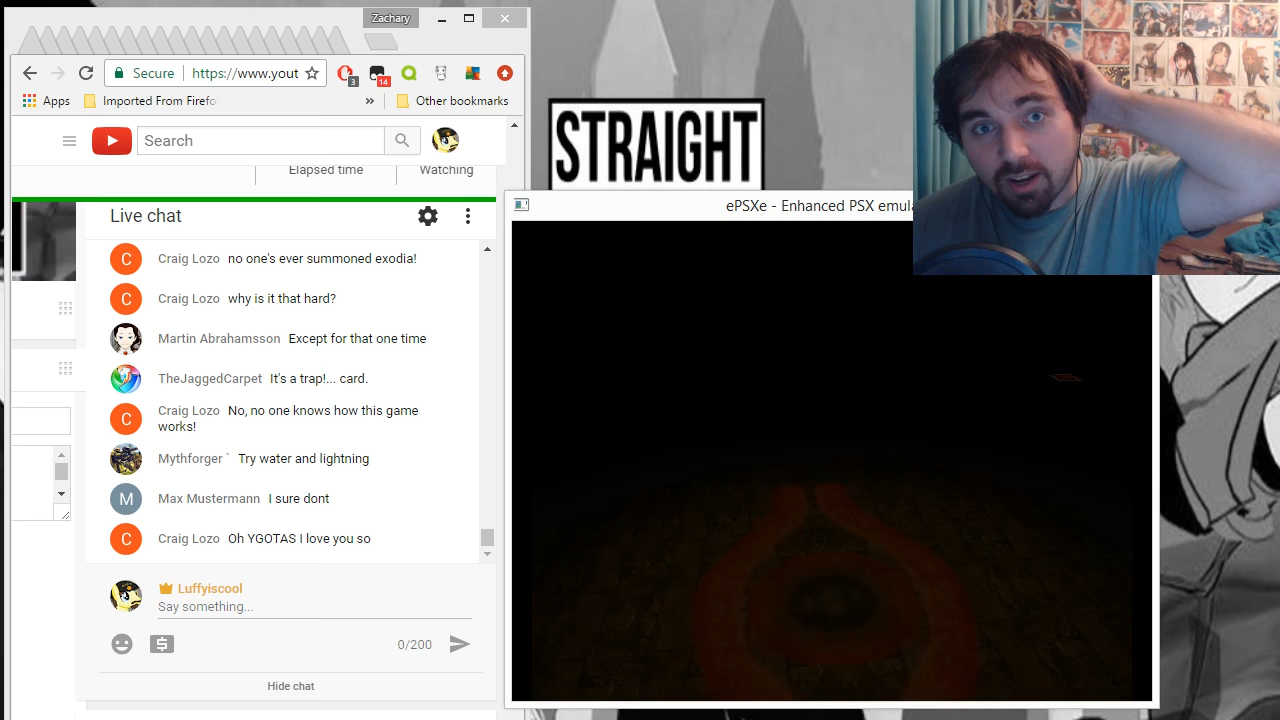 Zachary
Secure https://www.yout
3
14
Apps Imported From Firefo » Other bookmarks
Search
Elapsed time Watching
Live chat
Craig Lozo no one's ever summoned exodia!
Craig Lozo why is it that hard?
Martin Abrahamsson Except for that one time
TheJaggedCarpet It's a trap!... card.
C Craig Lozo No, no one knows how this game
works!
Mythforger ` Try water and lightning
M Max Mustermann I sure dont
C Craig Lozo Oh YGOTAS I love you so
Luffyiscool
Say something...
0/200
Hide chat
STRAIGHT
ePSXe - Enhanced PSX emula